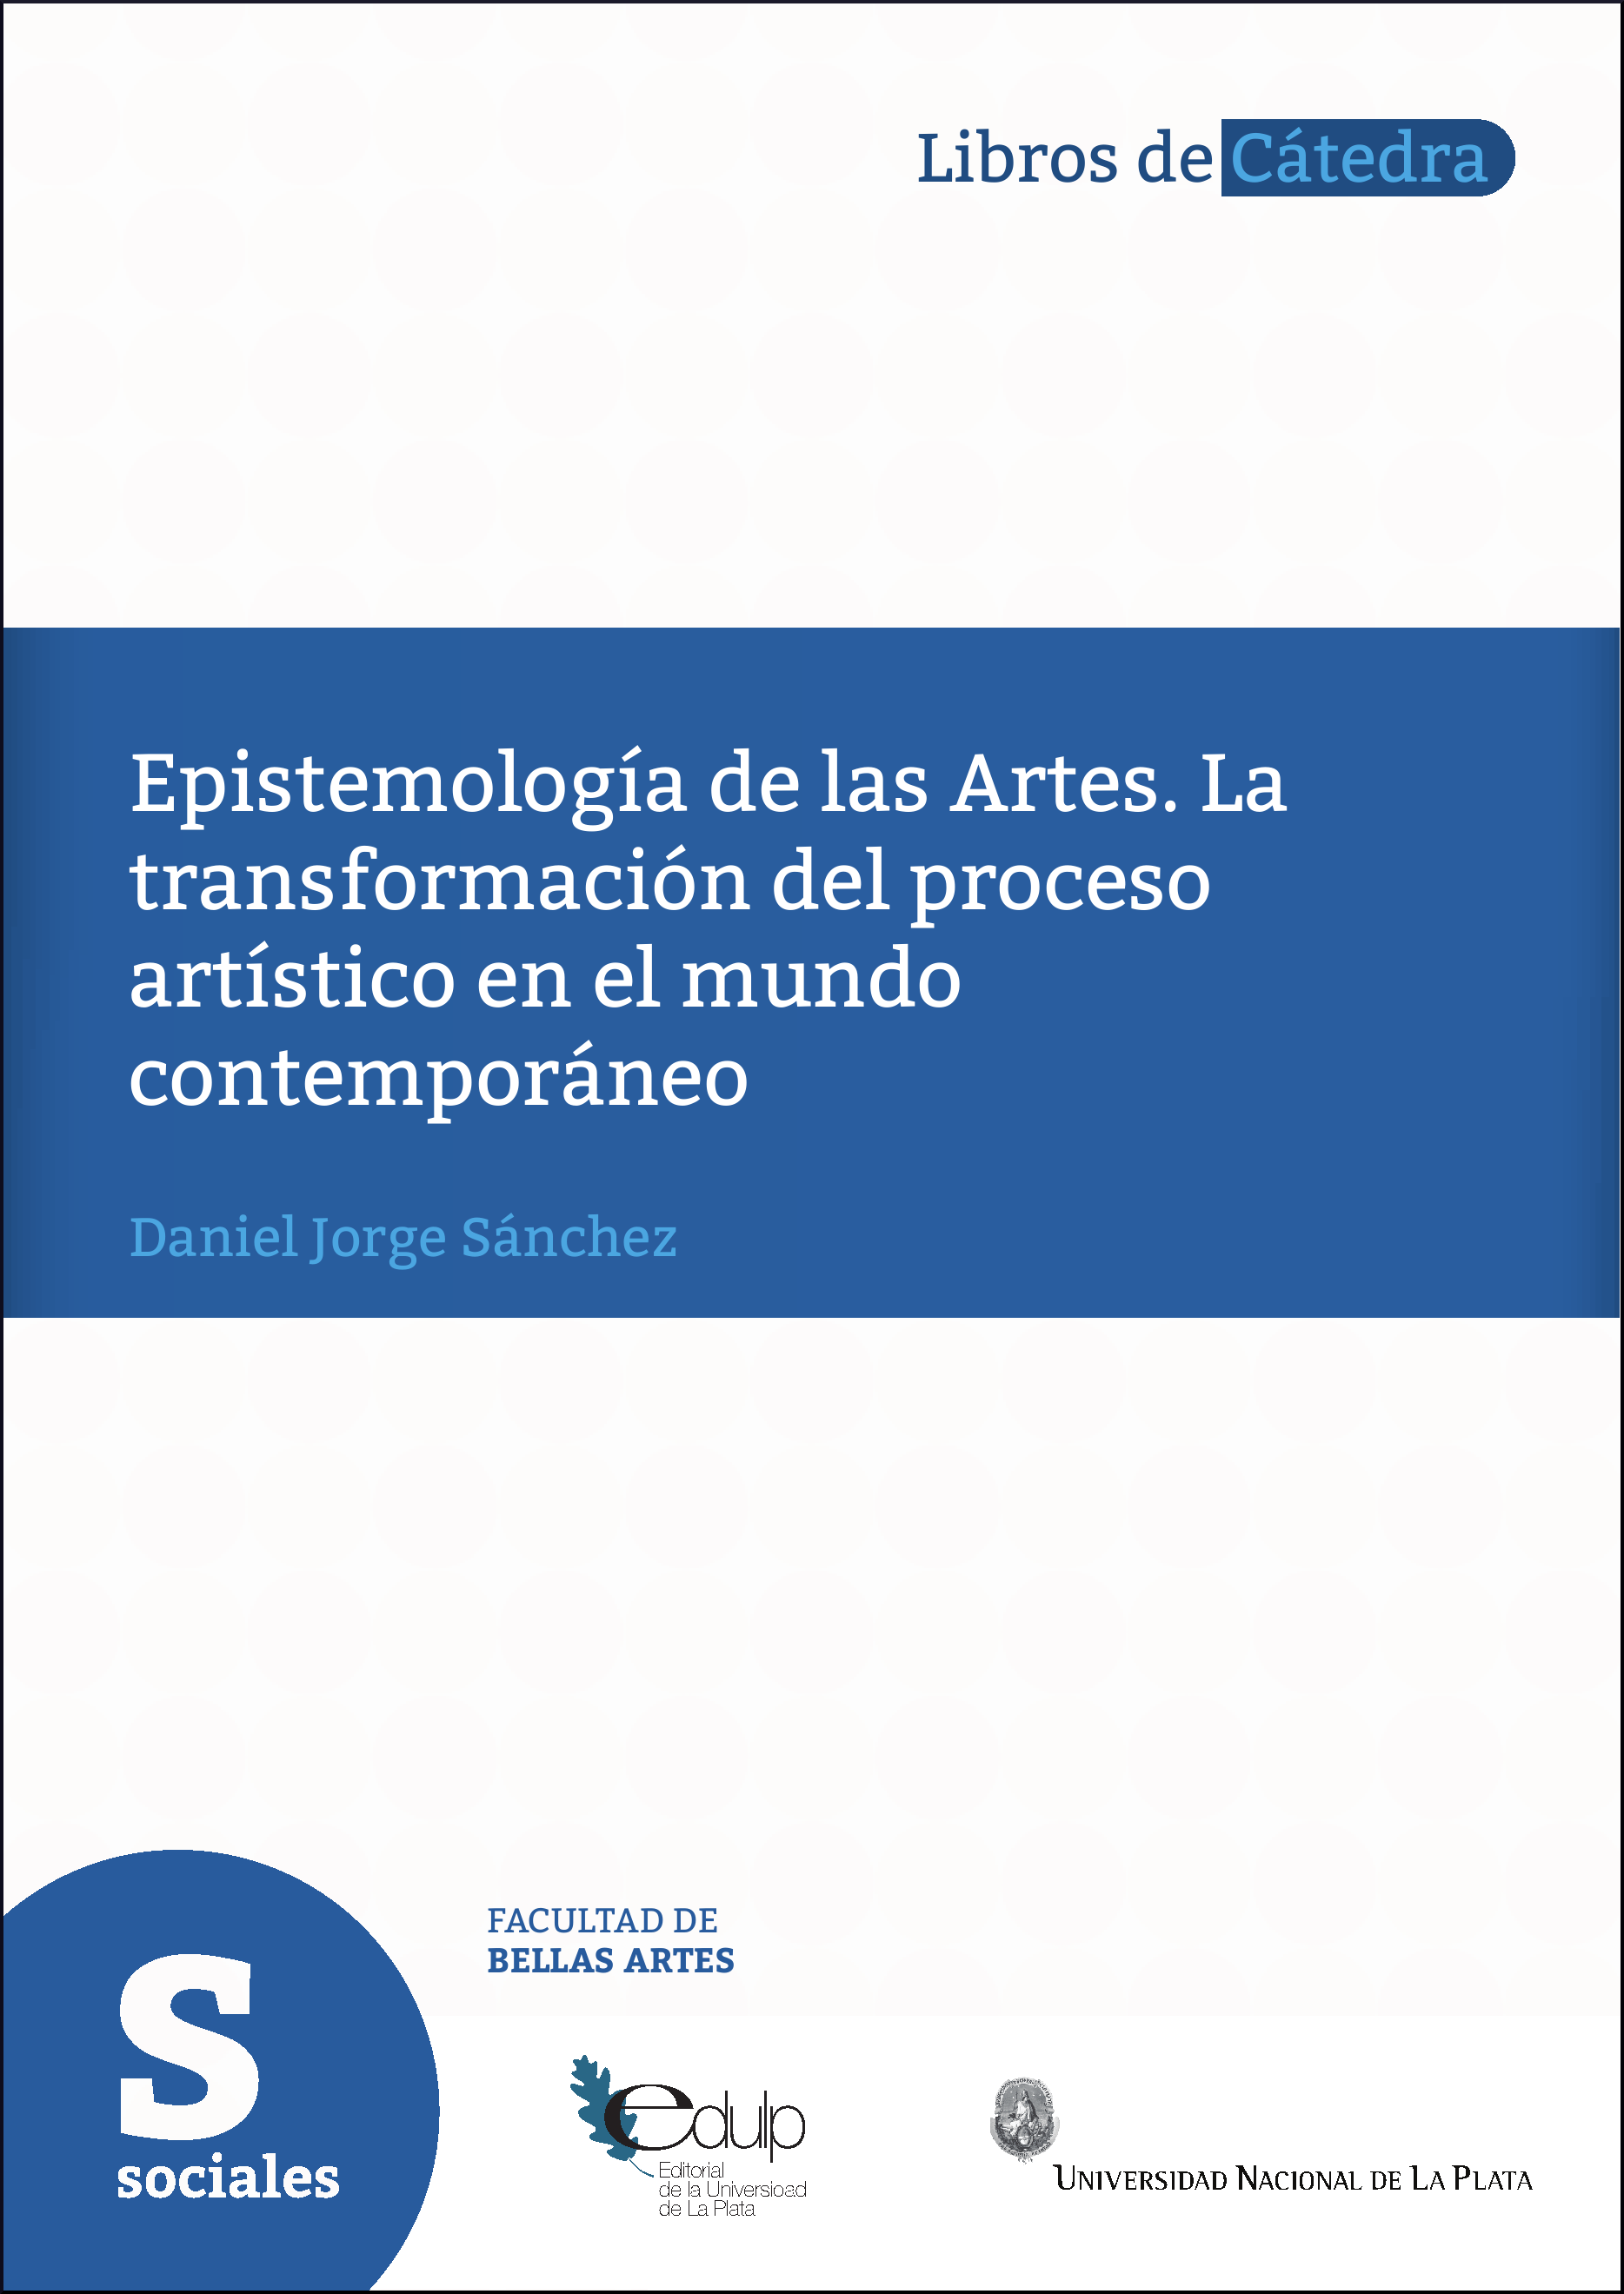 Libros de Cátedra
Epistemología de las Artes. La
transformación del proceso
artístico en el mundo
contemporáneo
Daniel Jorge Sánchez
FACULTAD DE
BELLAS ARTES
S
sociales
edulp
Editorial
de la Universidad
de La Plata
UNIVERSIDAD NACIONAL DE LA PLATA